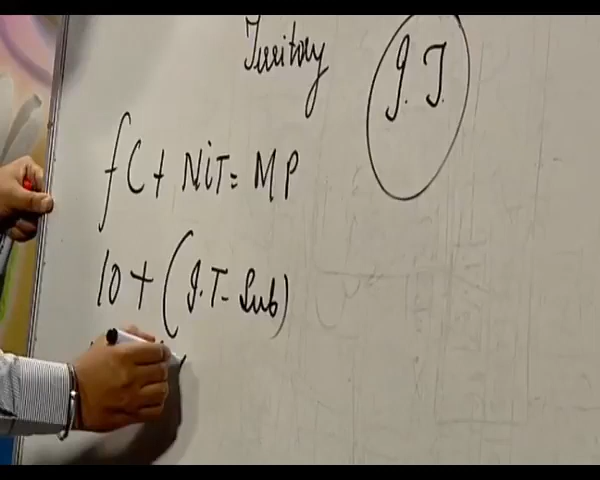 Territory
I.T.
fC + NiT = MP
10 + (I.T - Sub)